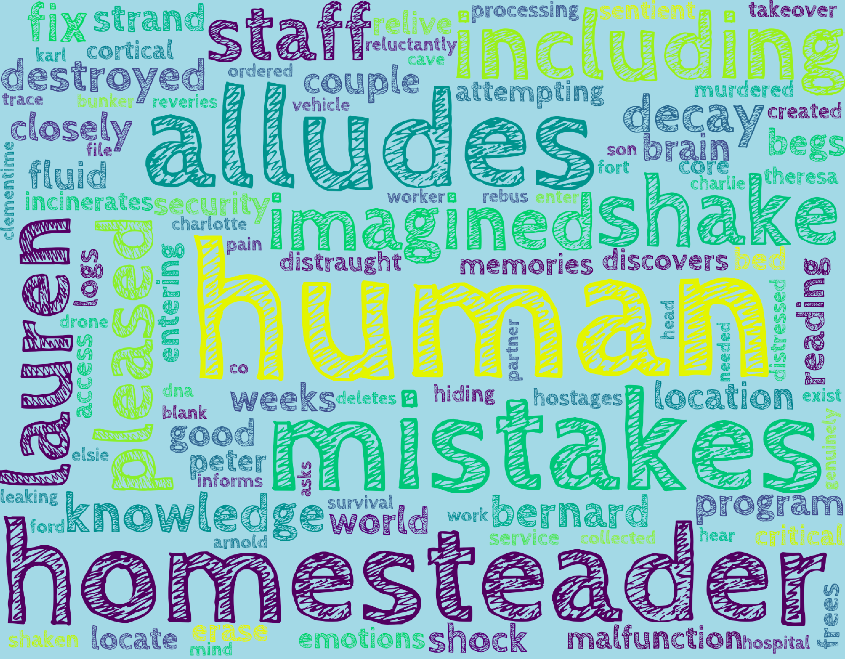 fix
strand
staff
relive
processing
sentient
takeover
karl
cortical
reluctantly
cave
including
destroyed
ordered
couple
attempting
murdered
trace
bunker
reveries
vehicle
alludes
decay
created
closely
file
son
brain
begs
clementine
fluid
fort
core
charlie
theresa
incinerates
security
worker
rebus
enter
charlotte
imagined
shake
lauren
logs
pleased
entering
pain
distraught
memories
discovers
bed
human
reading
drone
access
partner
head
needed
distressed
co
dna
blank
weeks
deletes
hiding
hostages
location
exist
good
elsie
peter
informs
asks
mistakes
genuinely
leaking
ford
knowledge
arnold
survival
world
work
bernard
program
service
collected
hear
critical
homesteader
frees
shaken
locate
erase
mind
emotions
shock
malfunction
hospital